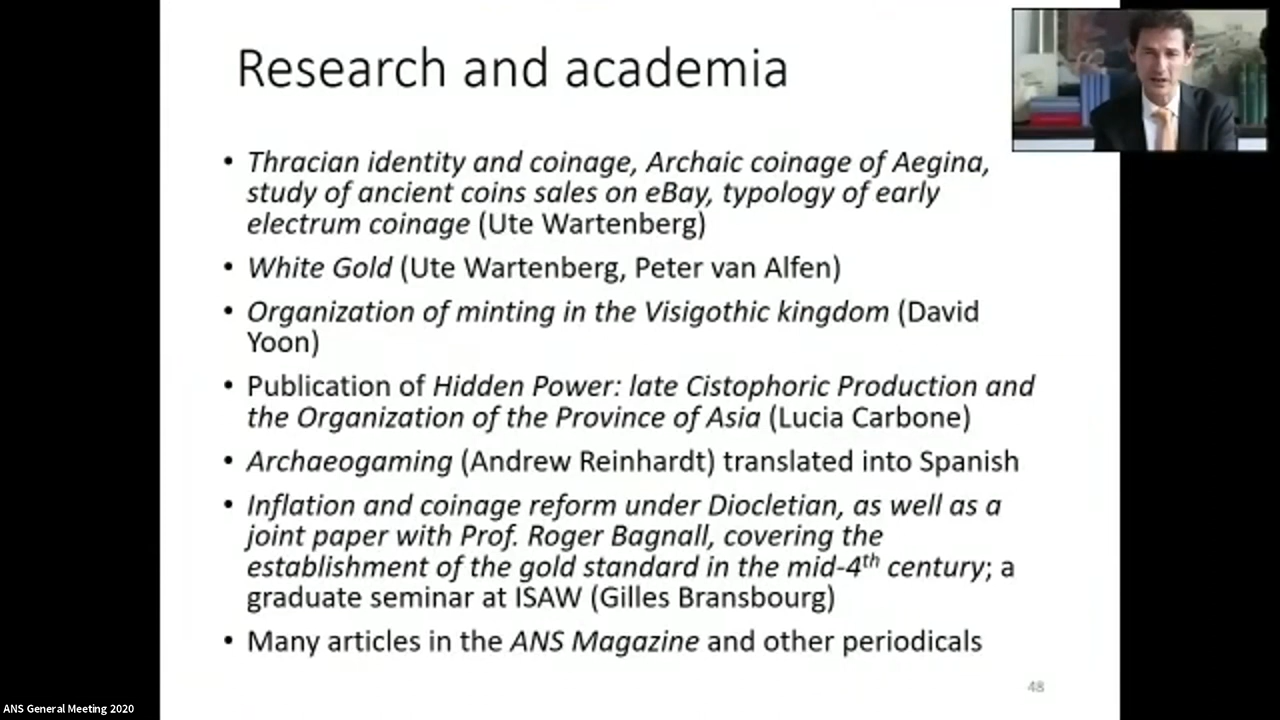 Research and academia
• Thracian identity and coinage, Archaic coinage of Aegina,
study of ancient coins sales on eBay, typology of early
electrum coinage (Ute Wartenberg)
• White Gold (Ute Wartenberg, Peter van Alfen)
• Organization of minting in the Visigothic kingdom (David
Yoon)
• Publication of Hidden Power: late Cistophoric Production and
the Organization of the Province of Asia (Lucia Carbone)
• Archaeogaming (Andrew Reinhardt) translated into Spanish
• Inflation and coinage reform under Diocletian, as well as a
joint paper with Prof. Roger Bagnall, covering the
establishment of the gold standard in the mid-4th century; a
graduate seminar at ISAW (Gilles Bransbourg)
• Many articles in the ANS Magazine and other periodicals
48
ANS General Meeting 2020